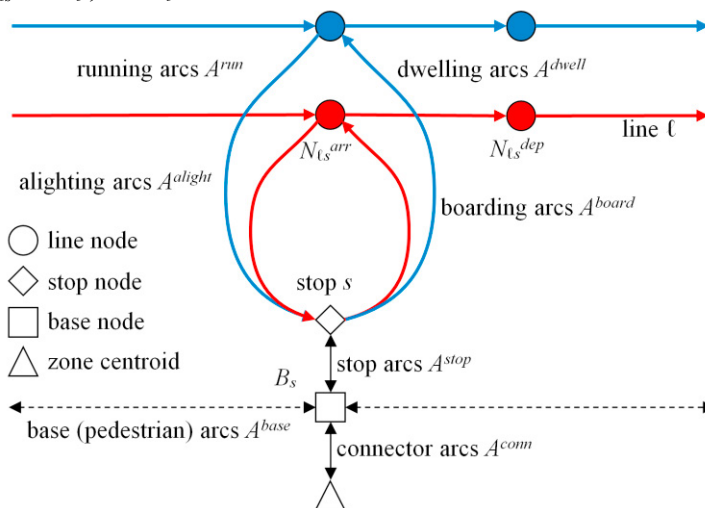 running arcs A^run
dwelling arcs A^dwell
N_ℓs^arr
N_ℓs^dep
line ℓ
alighting arcs A^alight
boarding arcs A^board
line node
stop node
stop s
base node
zone centroid
stop arcs A^stop
B_s
base (pedestrian) arcs A^base
connector arcs A^conn